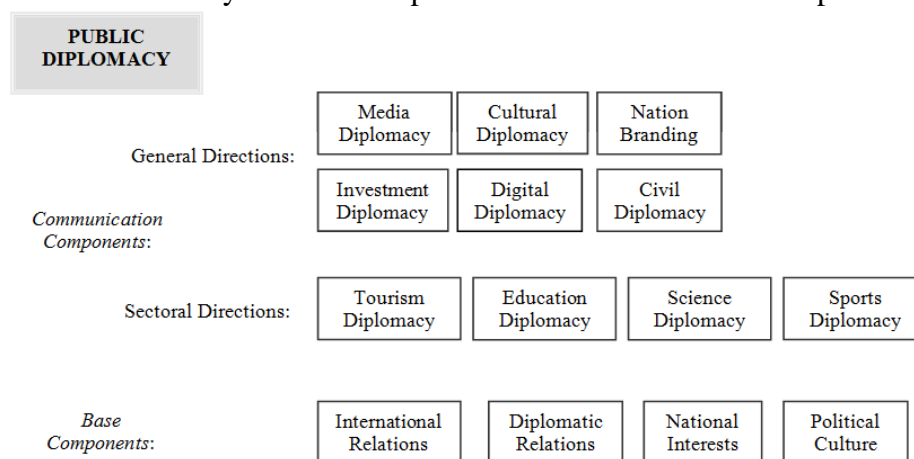 PUBLIC
DIPLOMACY
Media
Diplomacy
Cultural
Diplomacy
Nation
Branding
General Directions:
Investment
Diplomacy
Digital
Diplomacy
Civil
Diplomacy
Communication
Components:
Sectoral Directions:
Tourism
Diplomacy
Education
Diplomacy
Science
Diplomacy
Sports
Diplomacy
Base
Components:
International
Relations
Diplomatic
Relations
National
Interests
Political
Culture